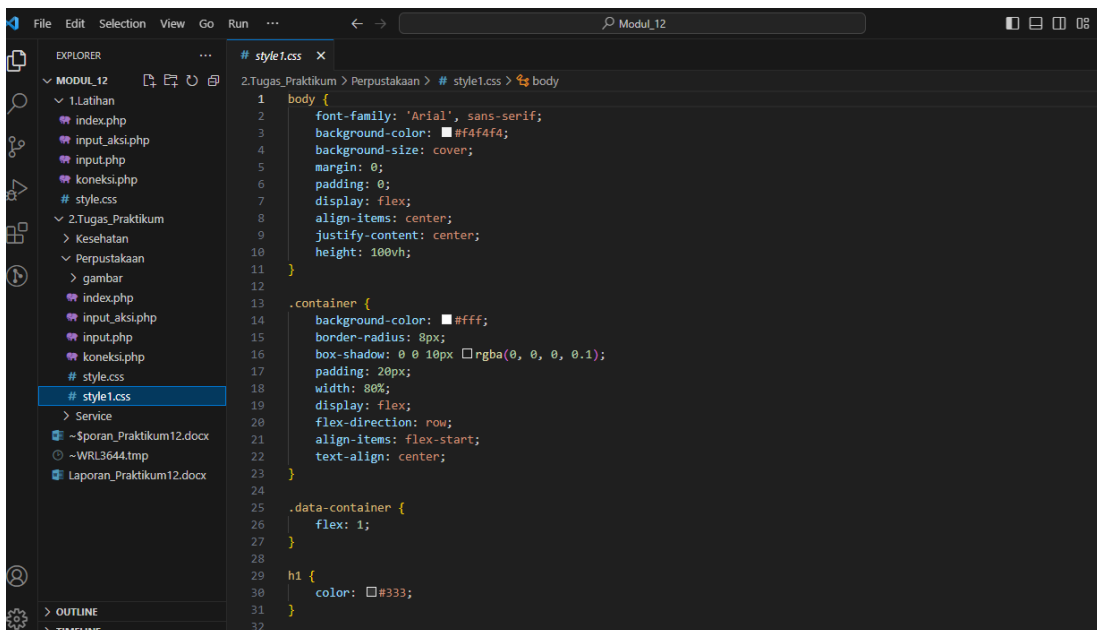 File Edit Selection View Go Run ···
Modul_12
EXPLORER ···
MODUL_12
1.Latihan
index.php
input_aksi.php
input.php
koneksi.php
# style.css
2.Tugas_Praktikum
Kesehatan
Perpustakaan
gambar
index.php
input_aksi.php
input.php
koneksi.php
# style.css
# style1.css
Service
~$poran_Praktikum12.docx
~WRL3644.tmp
Laporan_Praktikum12.docx
OUTLINE
# style1.css
2.Tugas_Praktikum > Perpustakaan > # style1.css > body
1 body {
2 font-family: 'Arial', sans-serif;
3 background-color: #f4f4f4;
4 background-size: cover;
5 margin: 0;
6 padding: 0;
7 display: flex;
8 align-items: center;
9 justify-content: center;
10 height: 100vh;
11 }
12
13 .container {
14 background-color: #fff;
15 border-radius: 8px;
16 box-shadow: 0 0 10px rgba(0, 0, 0, 0.1);
17 padding: 20px;
18 width: 80%;
19 display: flex;
20 flex-direction: row;
21 align-items: flex-start;
22 text-align: center;
23 }
24
25 .data-container {
26 flex: 1;
27 }
28
29 h1 {
30 color: #333;
31 }
32